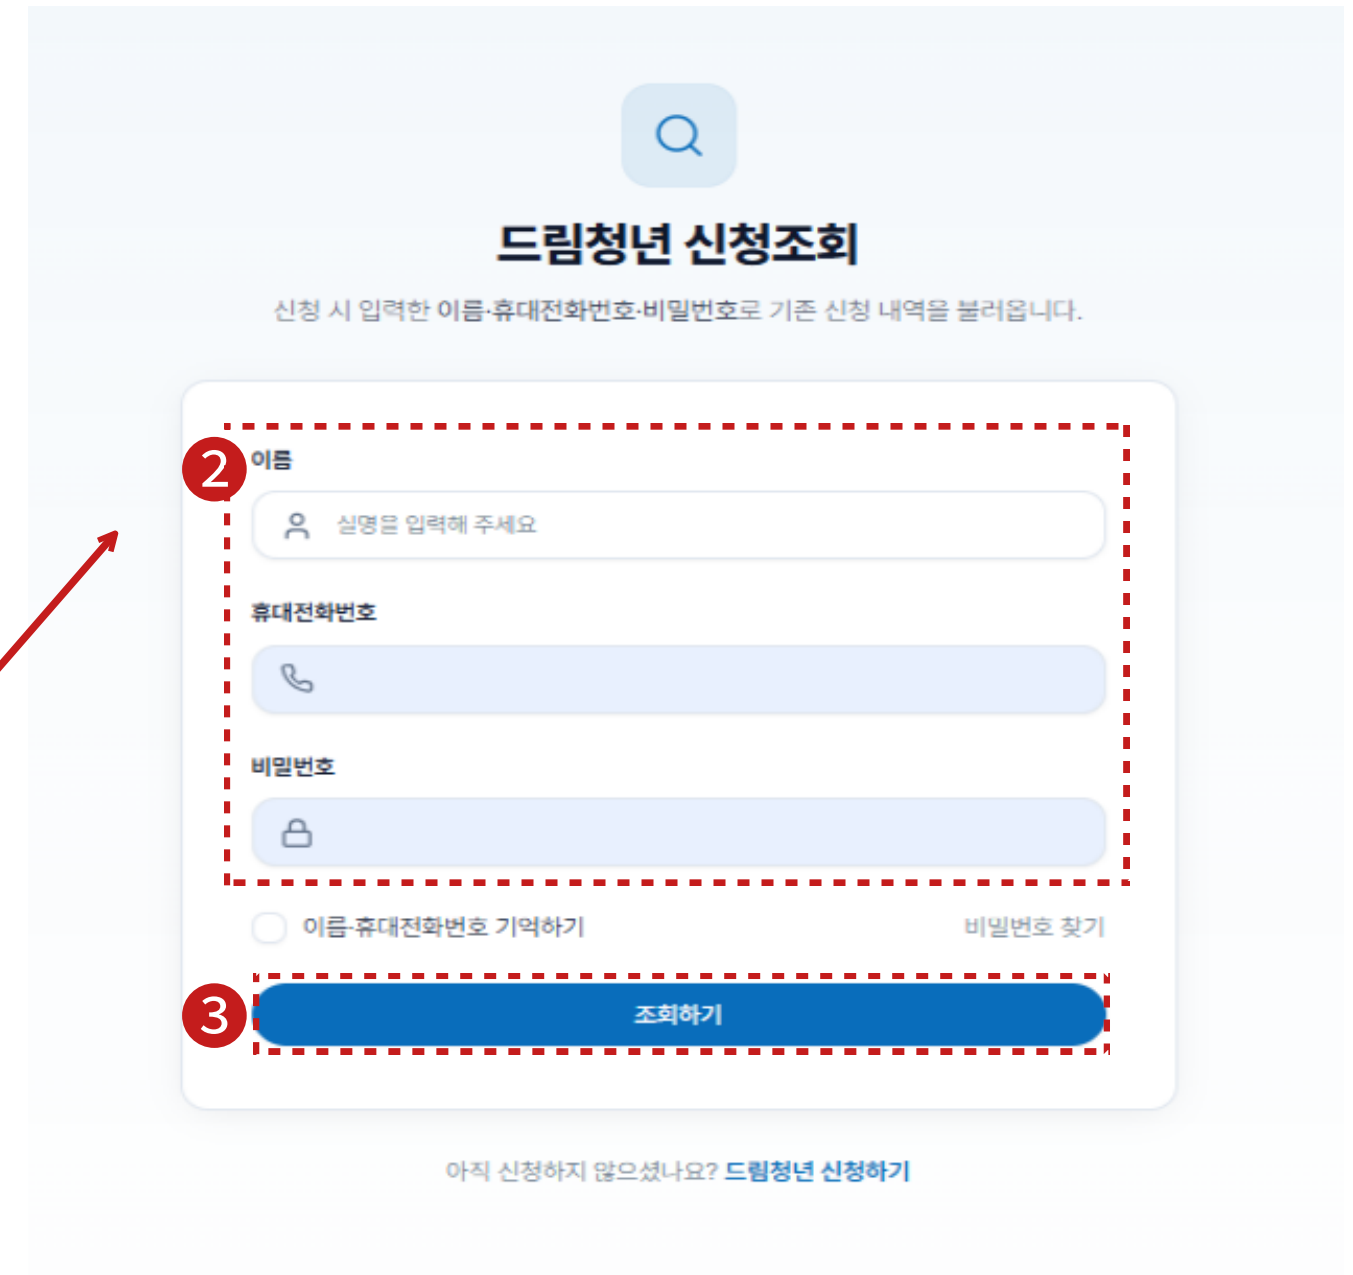 드림청년 신청조회
신청 시 입력한 이름·휴대전화번호·비밀번호로 기존 신청 내역을 불러옵니다.
2
이름
실명을 입력해 주세요
휴대전화번호
비밀번호
이름·휴대전화번호 기억하기
비밀번호 찾기
3
조회하기
아직 신청하지 않으셨나요? 드림청년 신청하기